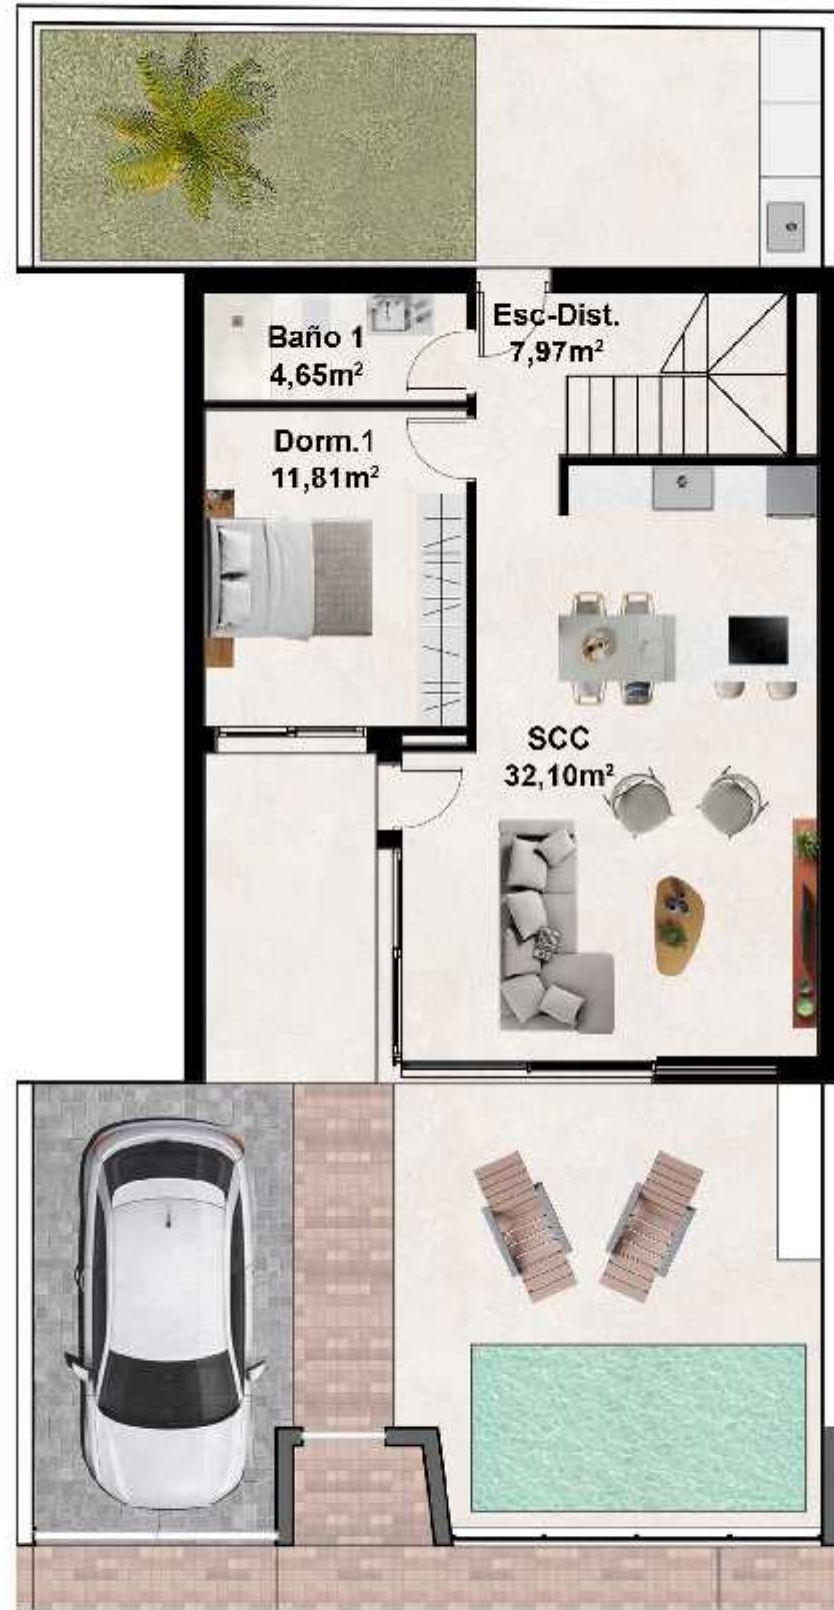 Baño 1
4,65m²
Esc-Dist.
7,97m²
Dorm.1
11,81m²
SCC
32,10m²